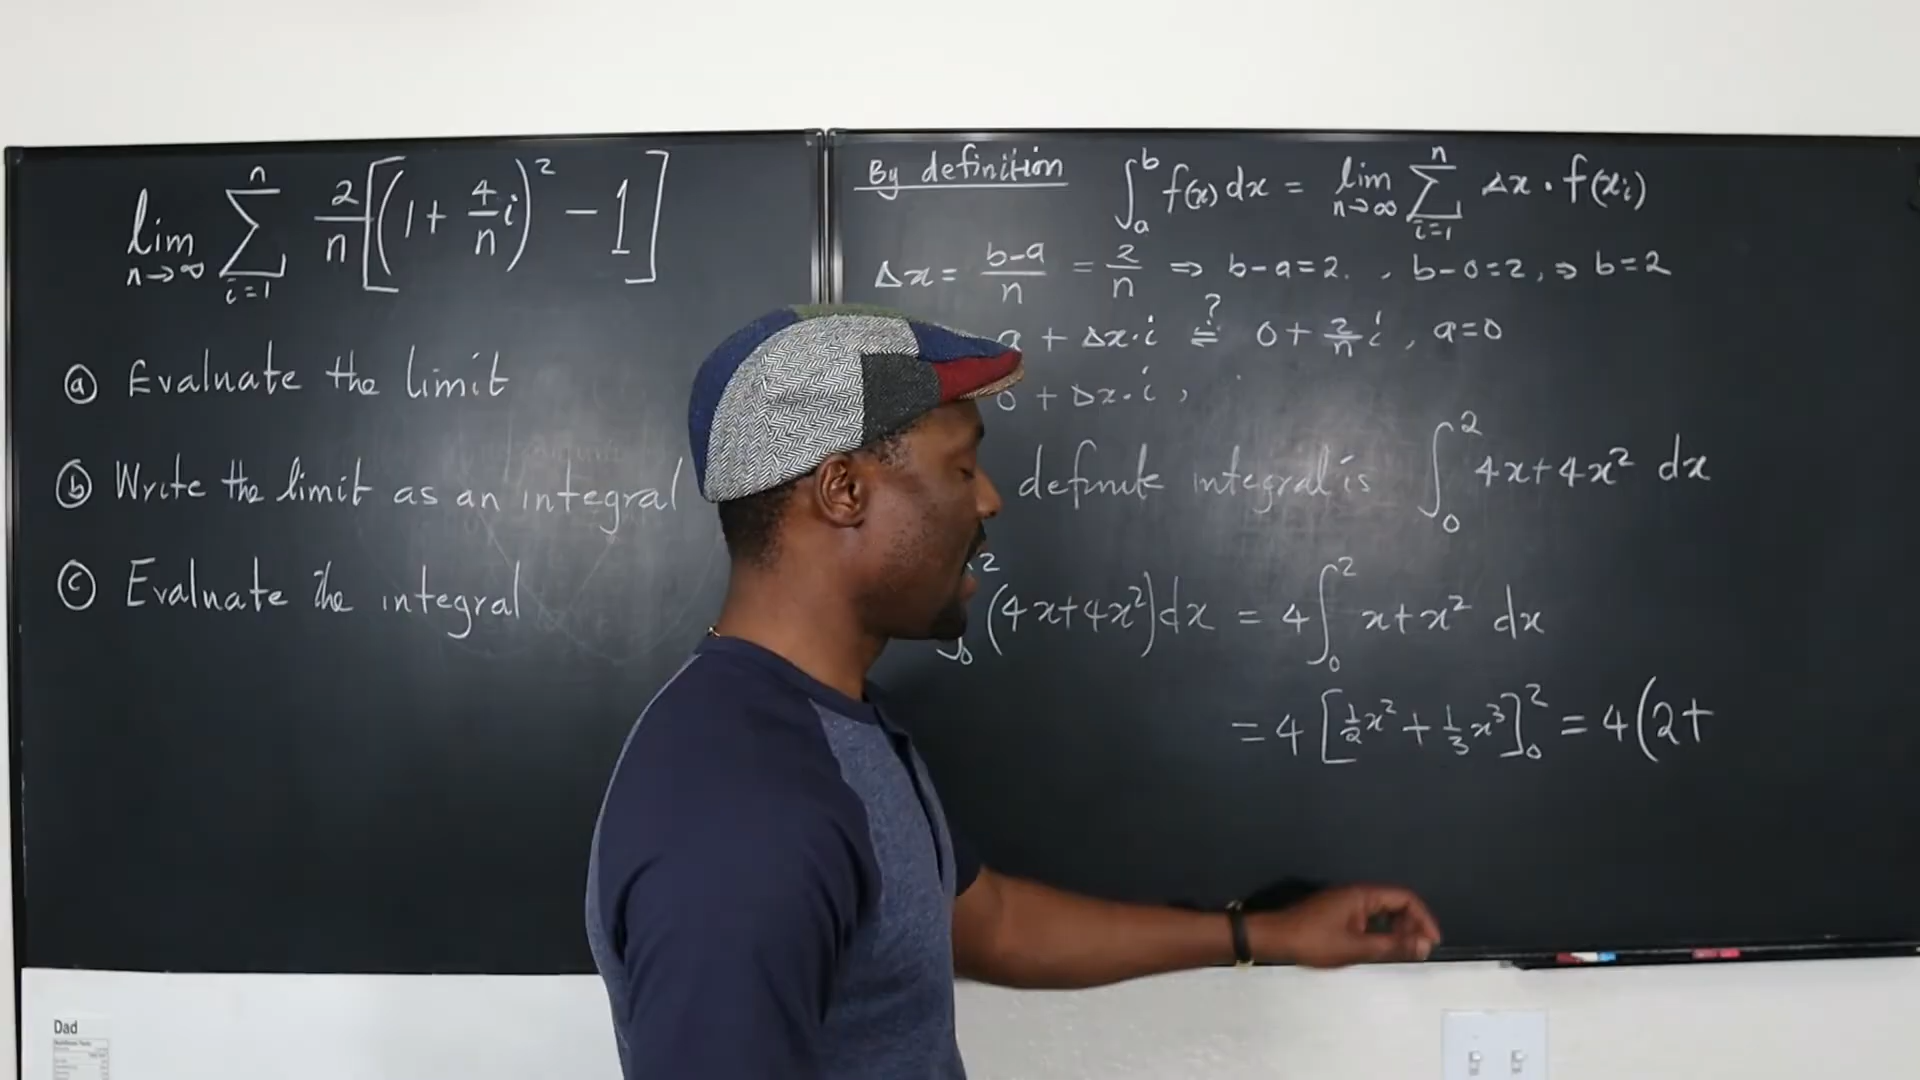 lim n→∞ ∑ i=1 n 2/n [(1 + 4/n i)² − 1]
ⓐ Evaluate the limit
ⓑ Write the limit as an integral
ⓒ Evaluate the integral
By definition ∫ₐᵇ f(x) dx = lim n→∞ ∑ i=1 n Δx · f(xᵢ)
Δx = b-a/n = 2/n ⇒ b-a=2. , b-0=2, ⇒ b=2
a + Δx·i ≟ 0 + 2/n i , a=0
0 + Δx·i ,
definite integral is ∫₀² 4x+4x² dx
∫₀² (4x+4x²)dx = 4∫₀² x+x² dx
= 4 [½x² + ⅓x³]₀² = 4(2+
Dad